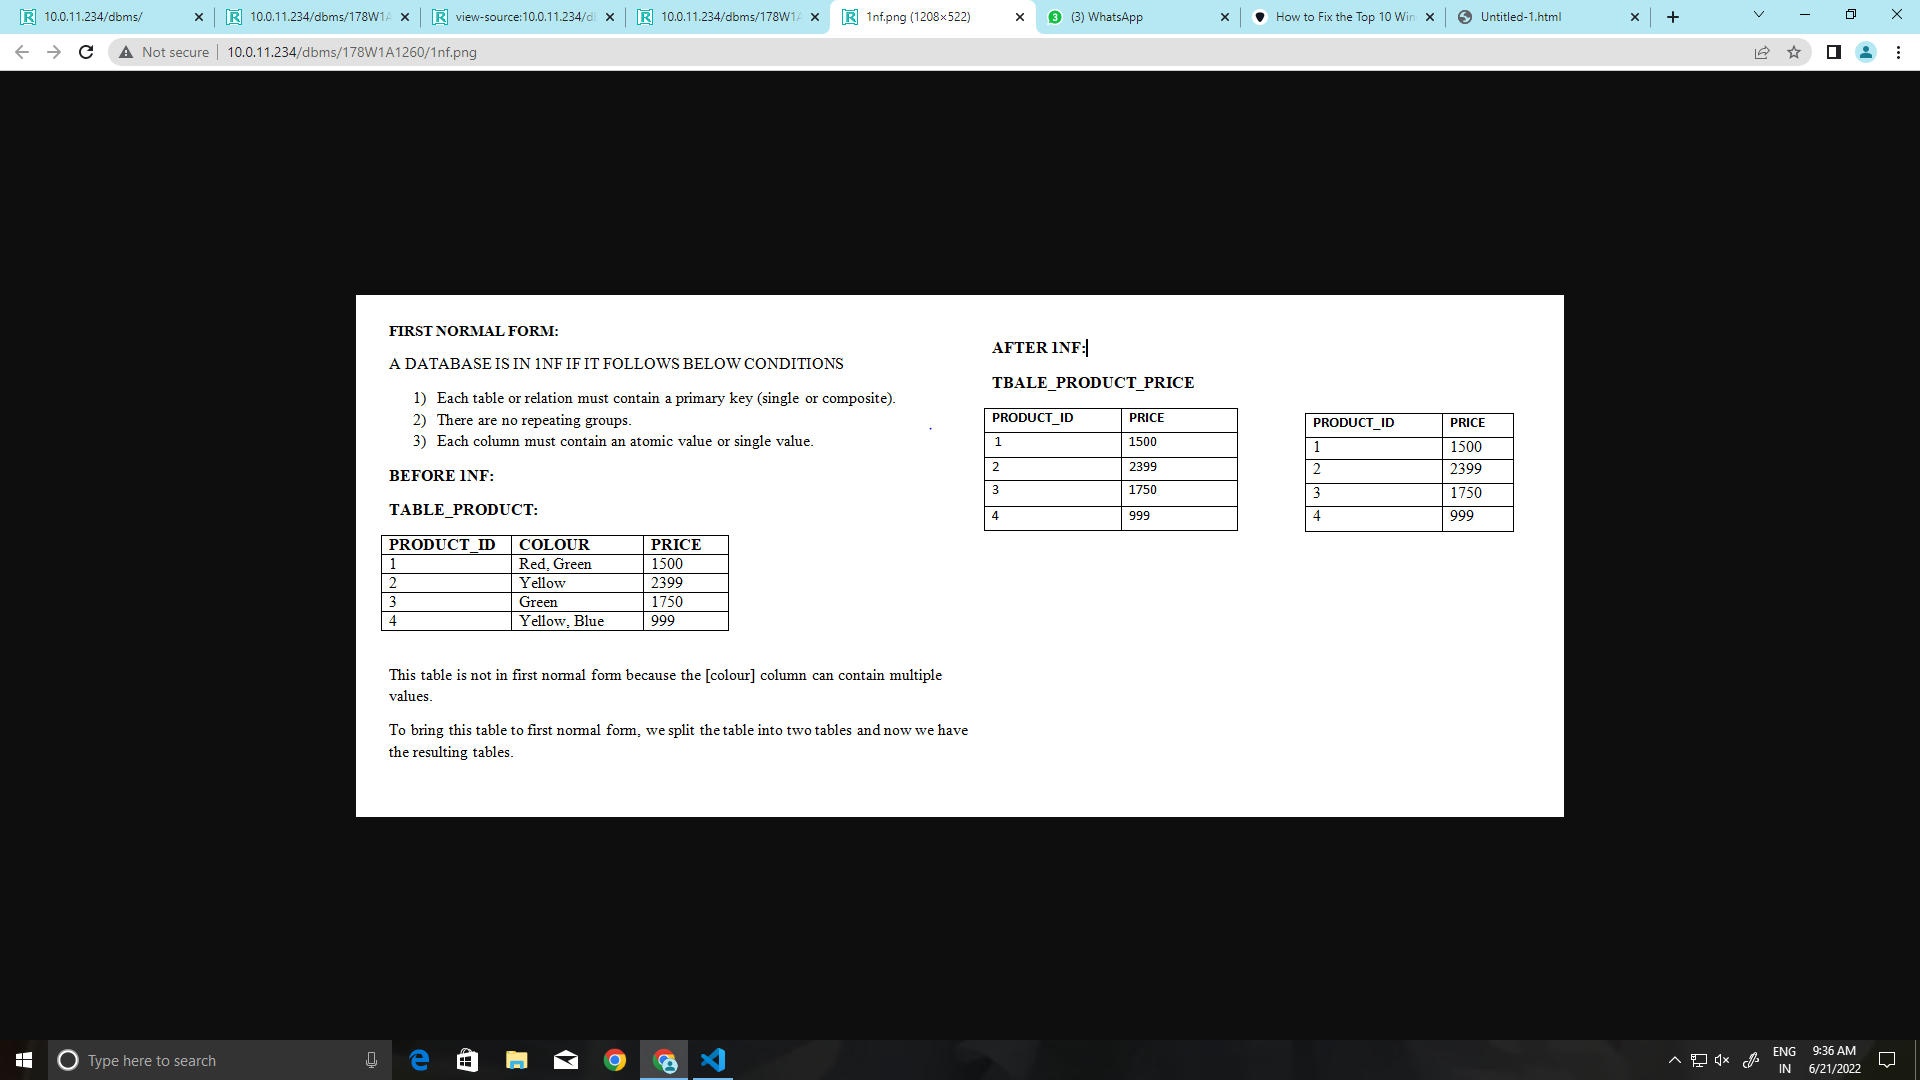 10.0.11.234/dbms/
10.0.11.234/dbms/178W1A
view-source:10.0.11.234/d
10.0.11.234/dbms/178W1A
1nf.png (1208×522)
3
(3) WhatsApp
How to Fix the Top 10 Win
Untitled-1.html
Not secure
10.0.11.234/dbms/178W1A1260/1nf.png
FIRST NORMAL FORM:
A DATABASE IS IN 1NF IF IT FOLLOWS BELOW CONDITIONS
1) Each table or relation must contain a primary key (single or composite).
2) There are no repeating groups.
3) Each column must contain an atomic value or single value.
BEFORE 1NF:
TABLE_PRODUCT:
PRODUCT_ID COLOUR PRICE
1 Red, Green 1500
2 Yellow 2399
3 Green 1750
4 Yellow, Blue 999
This table is not in first normal form because the [colour] column can contain multiple
values.
To bring this table to first normal form, we split the table into two tables and now we have
the resulting tables.
AFTER 1NF:
TBALE_PRODUCT_PRICE
PRODUCT_ID PRICE
1 1500
2 2399
3 1750
4 999
PRODUCT_ID PRICE
1 1500
2 2399
3 1750
4 999
Type here to search
ENG
IN
9:36 AM
6/21/2022